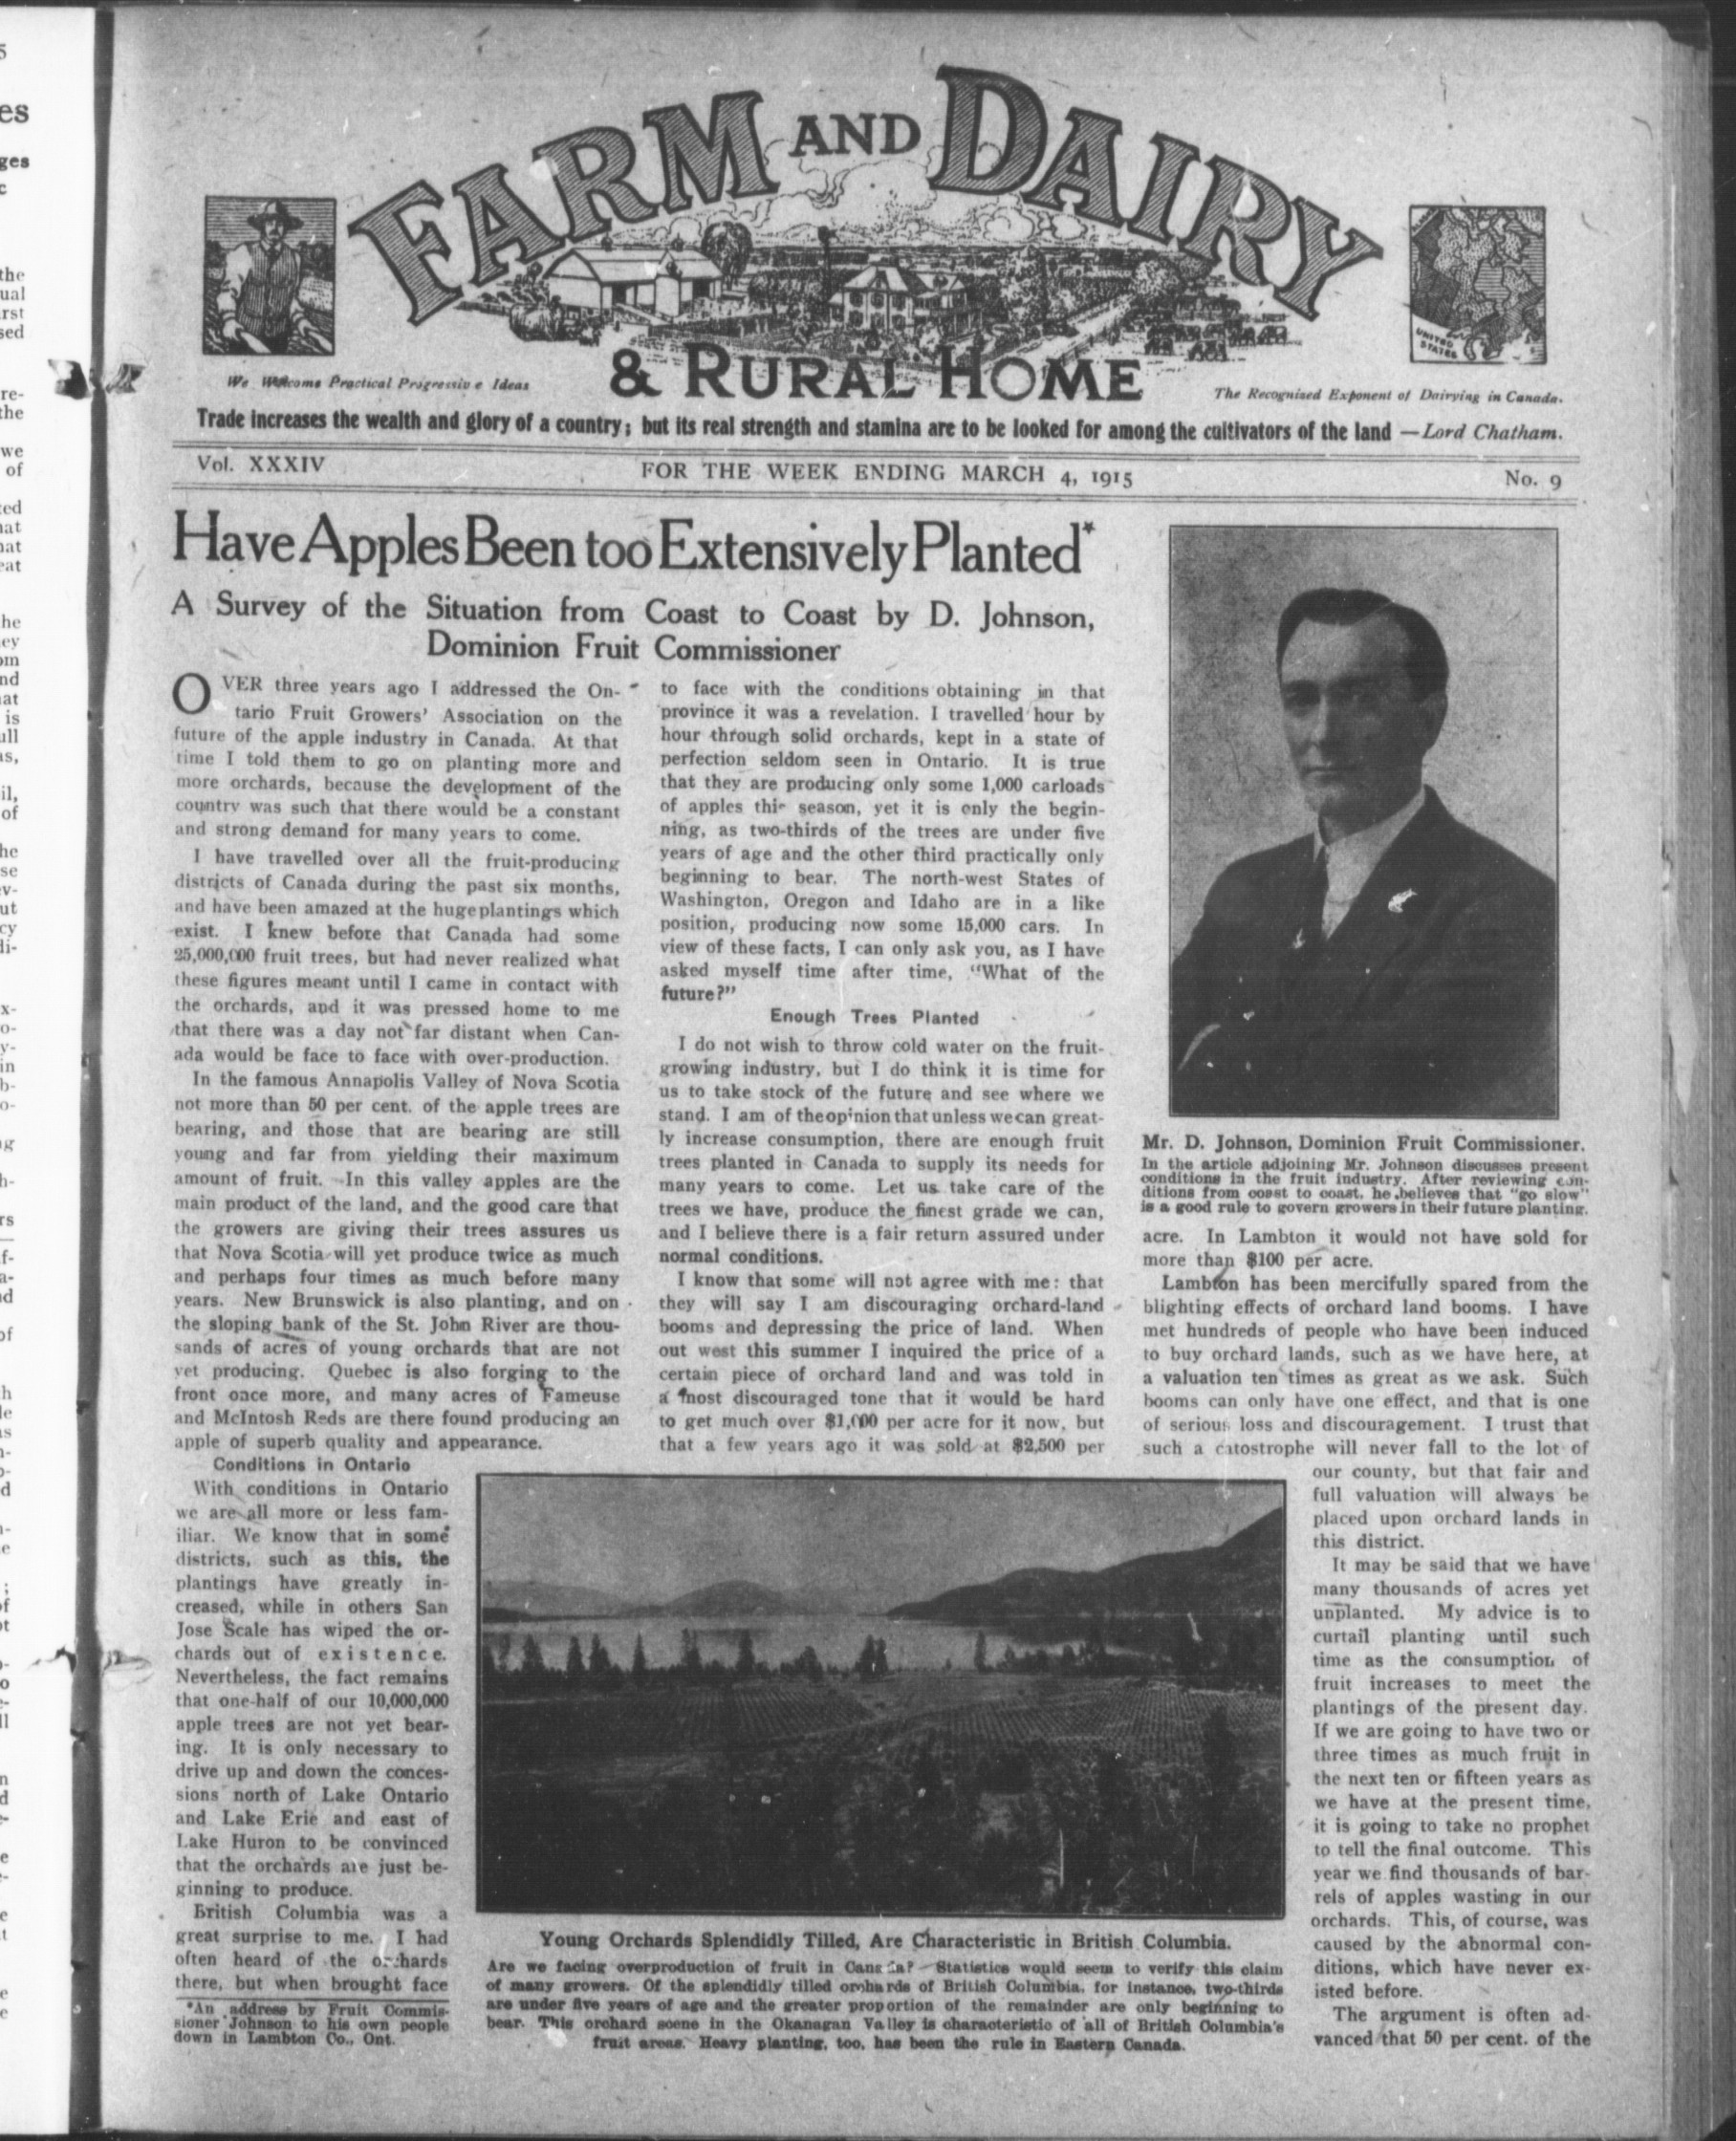 FARM AND DAIRY
& RURAL HOME
UNITED
STATES
We Welcome Practical Progressive Ideas
The Recognized Exponent of Dairying in Canada.
Trade increases the wealth and glory of a country; but its real strength and stamina are to be looked for among the cultivators of the land —Lord Chatham.
Vol. XXXIV
FOR THE WEEK ENDING MARCH 4, 1915
No. 9
Have Apples Been too Extensively Planted*
A Survey of the Situation from Coast to Coast by D. Johnson,
Dominion Fruit Commissioner
OVER three years ago I addressed the On-
tario Fruit Growers' Association on the
future of the apple industry in Canada. At that
time I told them to go on planting more and
more orchards, because the development of the
country was such that there would be a constant
and strong demand for many years to come.
I have travelled over all the fruit-producing
districts of Canada during the past six months,
and have been amazed at the huge plantings which
exist. I knew before that Canada had some
25,000,000 fruit trees, but had never realized what
these figures meant until I came in contact with
the orchards, and it was pressed home to me
that there was a day not far distant when Can-
ada would be face to face with over-production.
In the famous Annapolis Valley of Nova Scotia
not more than 50 per cent. of the apple trees are
bearing, and those that are bearing are still
young and far from yielding their maximum
amount of fruit. In this valley apples are the
main product of the land, and the good care that
the growers are giving their trees assures us
that Nova Scotia will yet produce twice as much
and perhaps four times as much before many
years. New Brunswick is also planting, and on
the sloping bank of the St. John River are thou-
sands of acres of young orchards that are not
yet producing. Quebec is also forging to the
front once more, and many acres of Fameuse
and McIntosh Reds are there found producing an
apple of superb quality and appearance.
Conditions in Ontario
With conditions in Ontario
we are all more or less fam-
iliar. We know that in some
districts, such as this, the
plantings have greatly in-
creased, while in others San
Jose Scale has wiped the or-
chards out of existence.
Nevertheless, the fact remains
that one-half of our 10,000,000
apple trees are not yet bear-
ing. It is only necessary to
drive up and down the conces-
sions north of Lake Ontario
and Lake Erie and east of
Lake Huron to be convinced
that the orchards are just be-
ginning to produce.
British Columbia was a
great surprise to me. I had
often heard of the orchards
there, but when brought face
*An address by Fruit Commis-
sioner Johnson to his own people
down in Lambton Co., Ont.
to face with the conditions obtaining in that
province it was a revelation. I travelled hour by
hour through solid orchards, kept in a state of
perfection seldom seen in Ontario. It is true
that they are producing only some 1,000 carloads
of apples this season, yet it is only the begin-
ning, as two-thirds of the trees are under five
years of age and the other third practically only
beginning to bear. The north-west States of
Washington, Oregon and Idaho are in a like
position, producing now some 15,000 cars. In
view of these facts, I can only ask you, as I have
asked myself time after time, "What of the
future?"
Enough Trees Planted
I do not wish to throw cold water on the fruit-
growing industry, but I do think it is time for
us to take stock of the future and see where we
stand. I am of the opinion that unless we can great-
ly increase consumption, there are enough fruit
trees planted in Canada to supply its needs for
many years to come. Let us take care of the
trees we have, produce the finest grade we can,
and I believe there is a fair return assured under
normal conditions.
I know that some will not agree with me: that
they will say I am discouraging orchard-land
booms and depressing the price of land. When
out west this summer I inquired the price of a
certain piece of orchard land and was told in
a most discouraged tone that it would be hard
to get much over $1,000 per acre for it now, but
that a few years ago it was sold at $2,500 per
Mr. D. Johnson, Dominion Fruit Commissioner.
In the article adjoining Mr. Johnson discusses present
conditions in the fruit industry. After reviewing con-
ditions from coast to coast, he believes that "go slow"
is a good rule to govern growers in their future planting.
acre. In Lambton it would not have sold for
more than $100 per acre.
Lambton has been mercifully spared from the
blighting effects of orchard land booms. I have
met hundreds of people who have been induced
to buy orchard lands, such as we have here, at
a valuation ten times as great as we ask. Such
booms can only have one effect, and that is one
of serious loss and discouragement. I trust that
such a catostrophe will never fall to the lot of
our county, but that fair and
full valuation will always be
placed upon orchard lands in
this district.
It may be said that we have
many thousands of acres yet
unplanted. My advice is to
curtail planting until such
time as the consumption of
fruit increases to meet the
plantings of the present day.
If we are going to have two or
three times as much fruit in
the next ten or fifteen years as
we have at the present time,
it is going to take no prophet
to tell the final outcome. This
year we find thousands of bar-
rels of apples wasting in our
orchards. This, of course, was
caused by the abnormal con-
ditions, which have never ex-
isted before.
The argument is often ad-
vanced that 50 per cent. of the
Young Orchards Splendidly Tilled, Are Characteristic in British Columbia.
Are we facing overproduction of fruit in Canada? Statistics would seem to verify this claim
of many growers. Of the splendidly tilled orchards of British Columbia, for instance, two-thirds
are under five years of age and the greater proportion of the remainder are only beginning to
bear. This orchard scene in the Okanagan Valley is characteristic of all of British Columbia's
fruit areas. Heavy planting, too, has been the rule in Eastern Canada.